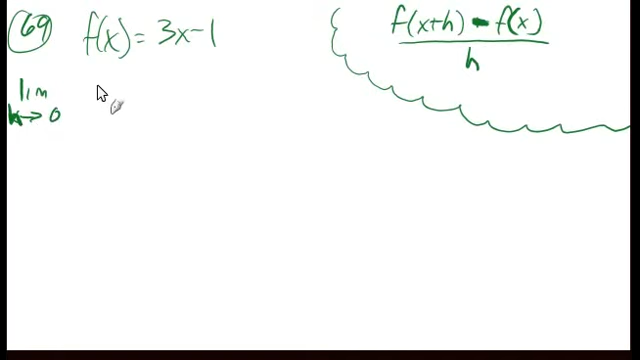 69 f(x) = 3x-1
f(x+h) - f(x)
h
lim
h→0